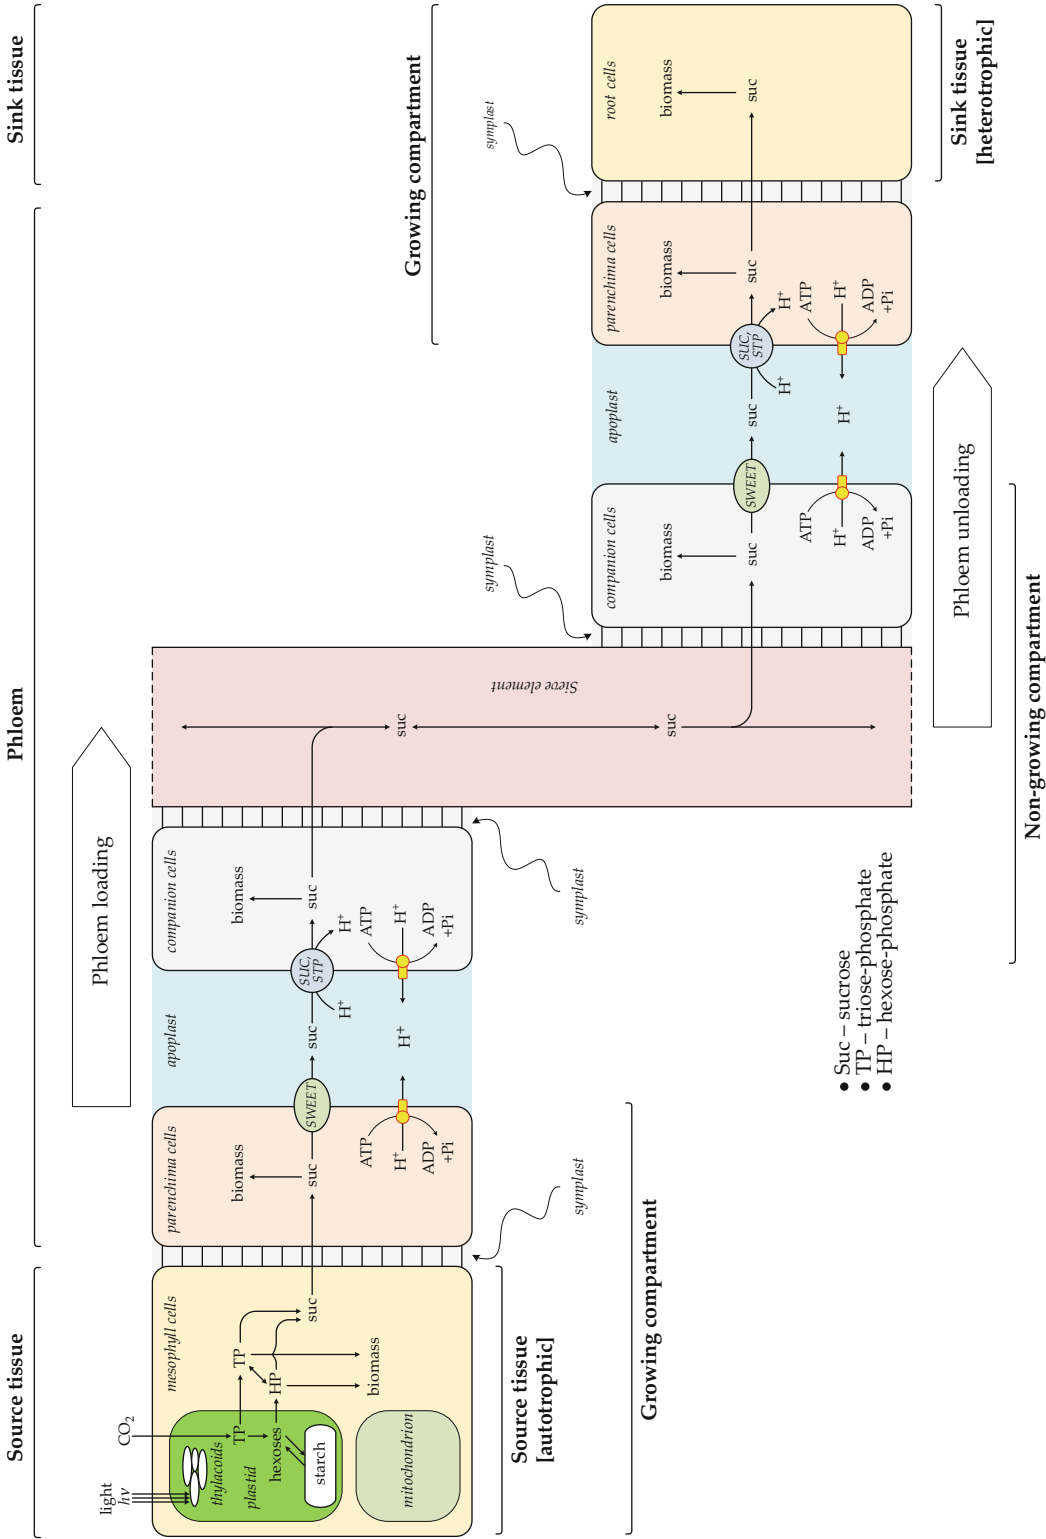 Source tissue
Phloem
Sink tissue
Phloem loading
light
hν
CO2
mesophyll cells
thylacoids
plastid
TP
hexoses
starch
TP
HP
suc
biomass
mitochondrion
Source tissue
[autotrophic]
symplast
parenchima cells
biomass
suc
SWEET
ATP
H+
ADP
+Pi
Growing compartment
apoplast
suc
H+
H+
SUC,
STP
companion cells
biomass
suc
H+
ATP
H+
ADP
+Pi
symplast
Sieve element
suc
suc
symplast
companion cells
biomass
suc
SWEET
ATP
H+
ADP
+Pi
apoplast
suc
H+
H+
SUC,
STP
Growing compartment
parenchima cells
biomass
suc
H+
ATP
H+
ADP
+Pi
symplast
root cells
biomass
suc
Sink tissue
[heterotrophic]
Phloem unloading
Non-growing compartment
● Suc – sucrose
● TP – triose-phosphate
● HP – hexose-phosphate